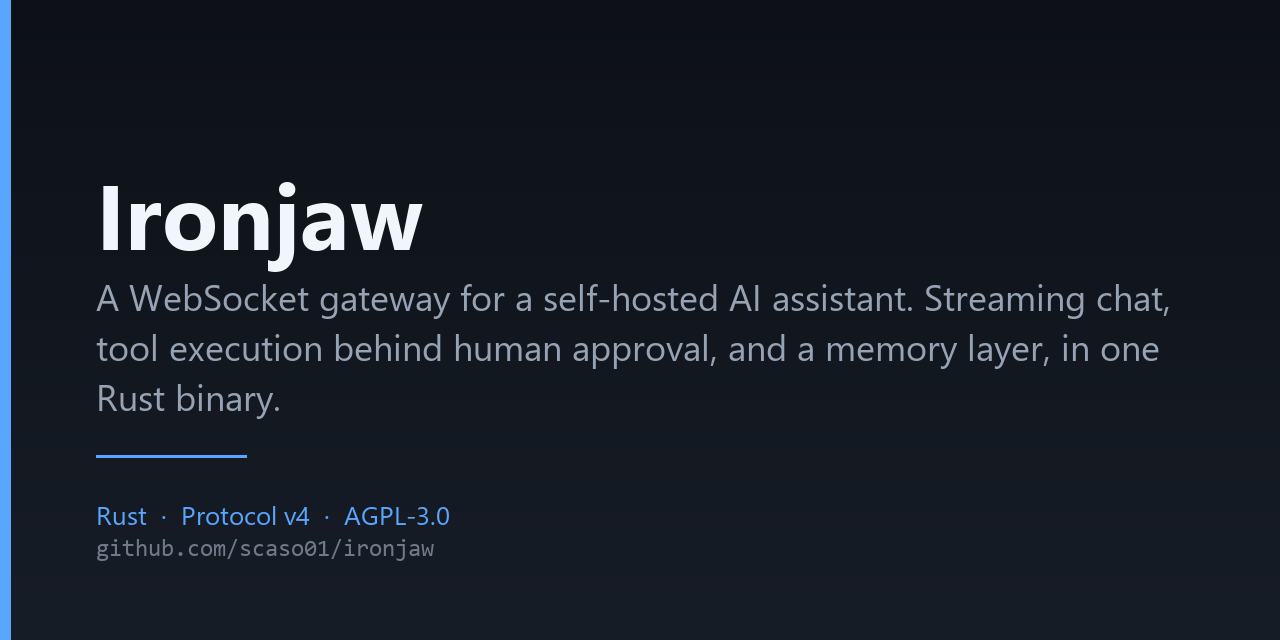 Ironjaw
A WebSocket gateway for a self-hosted AI assistant. Streaming chat,
tool execution behind human approval, and a memory layer, in one
Rust binary.
Rust · Protocol v4 · AGPL-3.0
github.com/scaso01/ironjaw